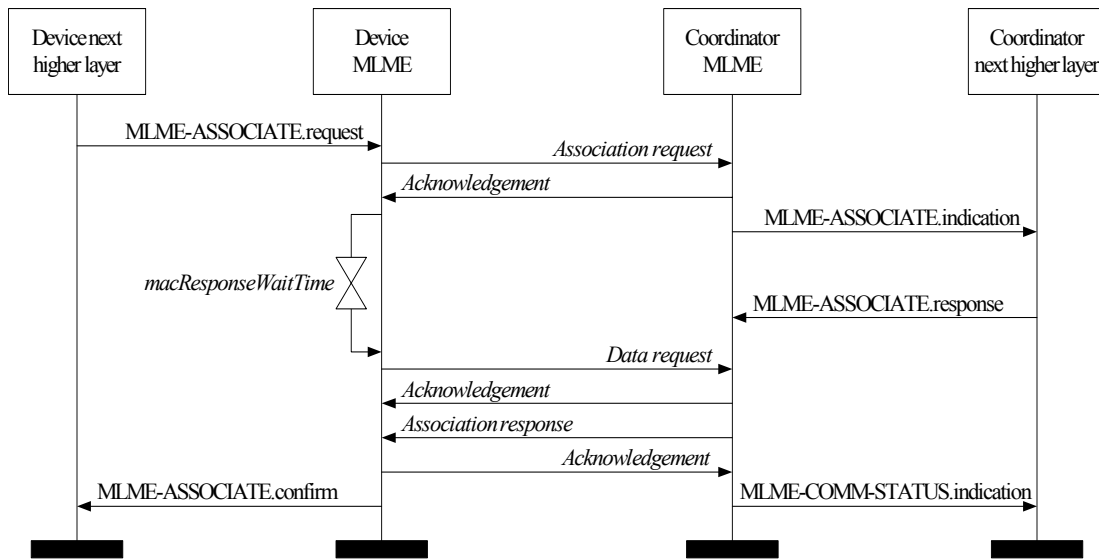 Device next
higher layer
Device
MLME
Coordinator
MLME
Coordinator
next higher layer
MLME-ASSOCIATE.request
Association request
Acknowledgement
MLME-ASSOCIATE.indication
macResponseWaitTime
MLME-ASSOCIATE.response
Data request
Acknowledgement
Association response
Acknowledgement
MLME-ASSOCIATE.confirm
MLME-COMM-STATUS.indication